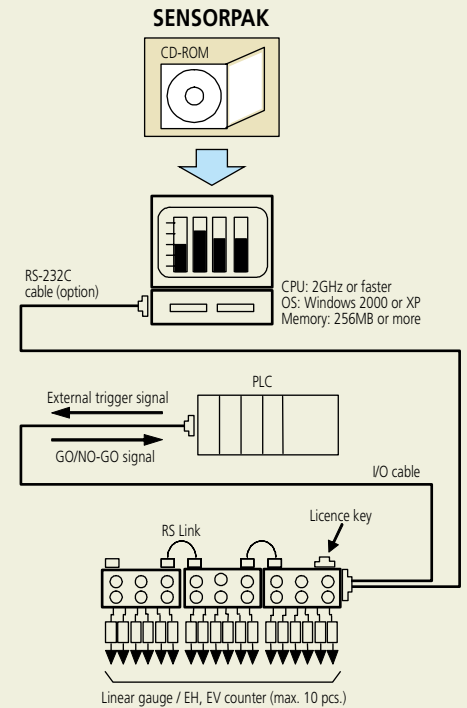 SENSORPAK
CD-ROM
RS-232C
cable (option)
CPU: 2GHz or faster
OS: Windows 2000 or XP
Memory: 256MB or more
PLC
External trigger signal
GO/NO-GO signal
I/O cable
Licence key
RS Link
Linear gauge / EH, EV counter (max. 10 pcs.)